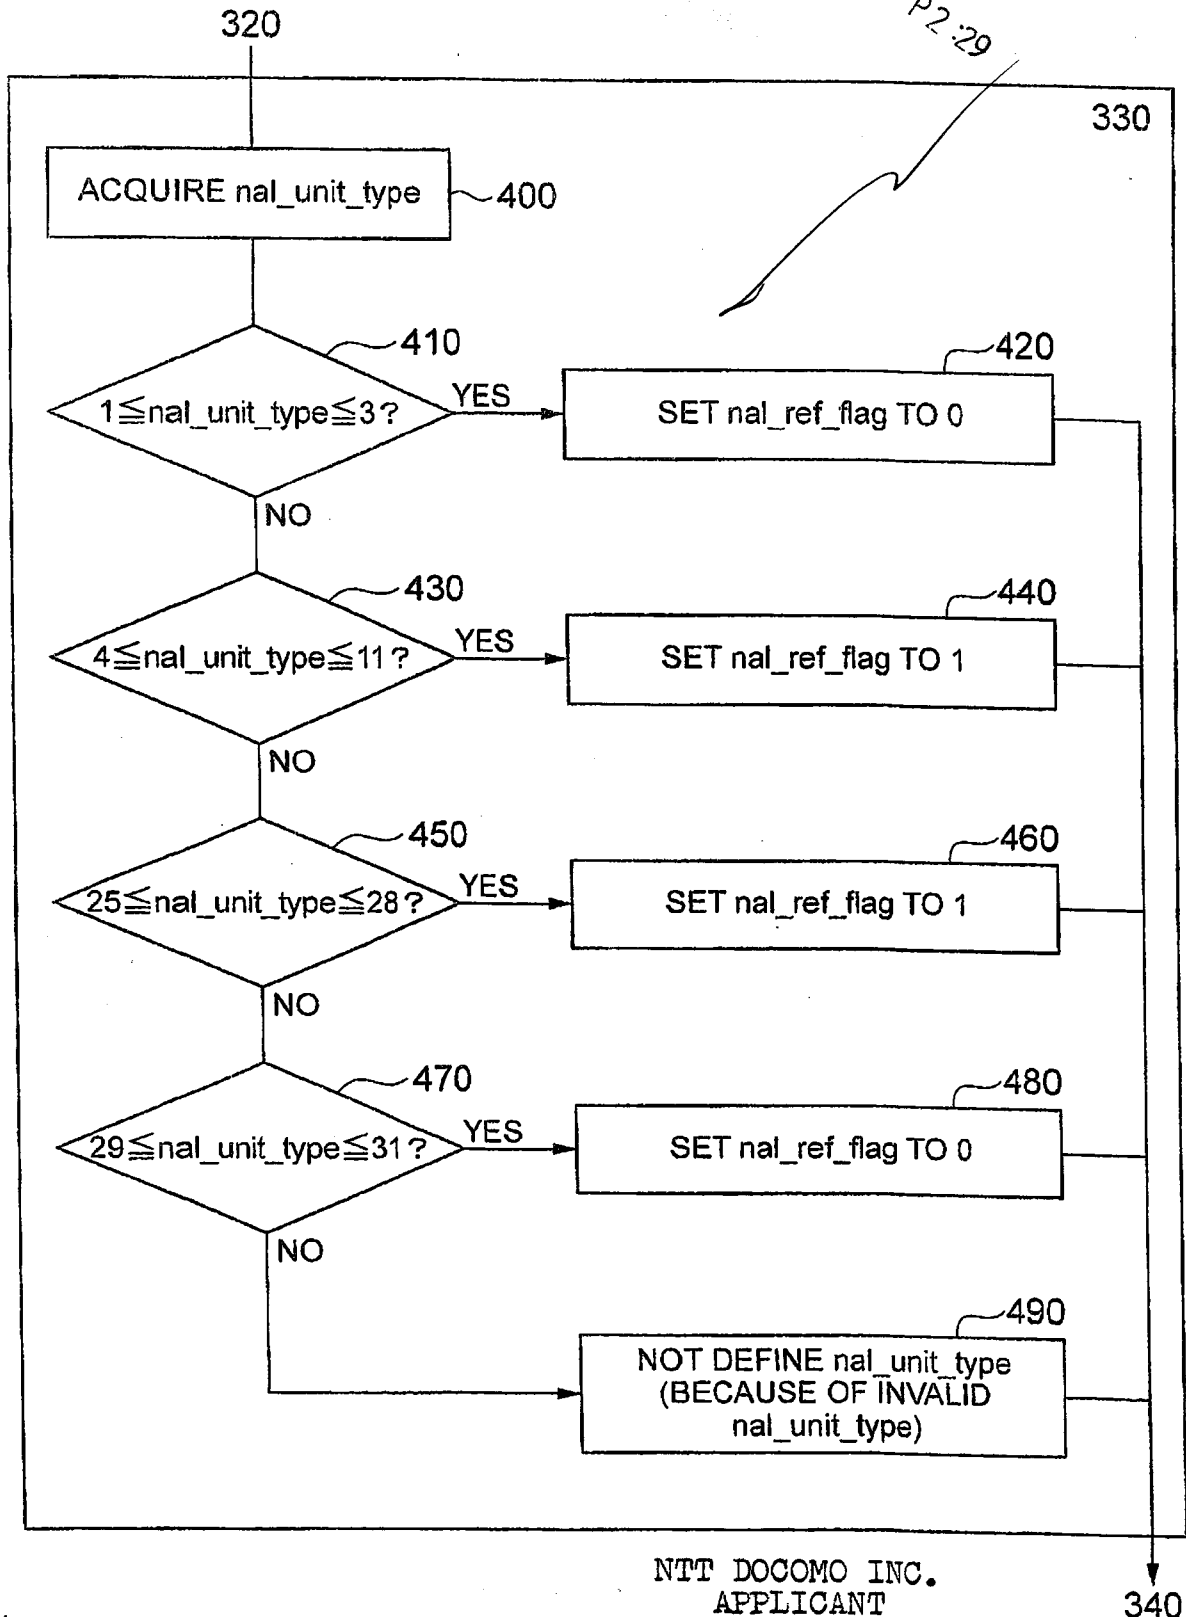 320
P2:29
330
ACQUIRE nal_unit_type
400
410
1≦nal_unit_type≦3?
YES
420
SET nal_ref_flag TO 0
NO
430
4≦nal_unit_type≦11?
YES
440
SET nal_ref_flag TO 1
NO
450
25≦nal_unit_type≦28?
YES
460
SET nal_ref_flag TO 1
NO
470
29≦nal_unit_type≦31?
YES
480
SET nal_ref_flag TO 0
NO
490
NOT DEFINE nal_unit_type
(BECAUSE OF INVALID
nal_unit_type)
NTT DOCOMO INC.
APPLICANT
340